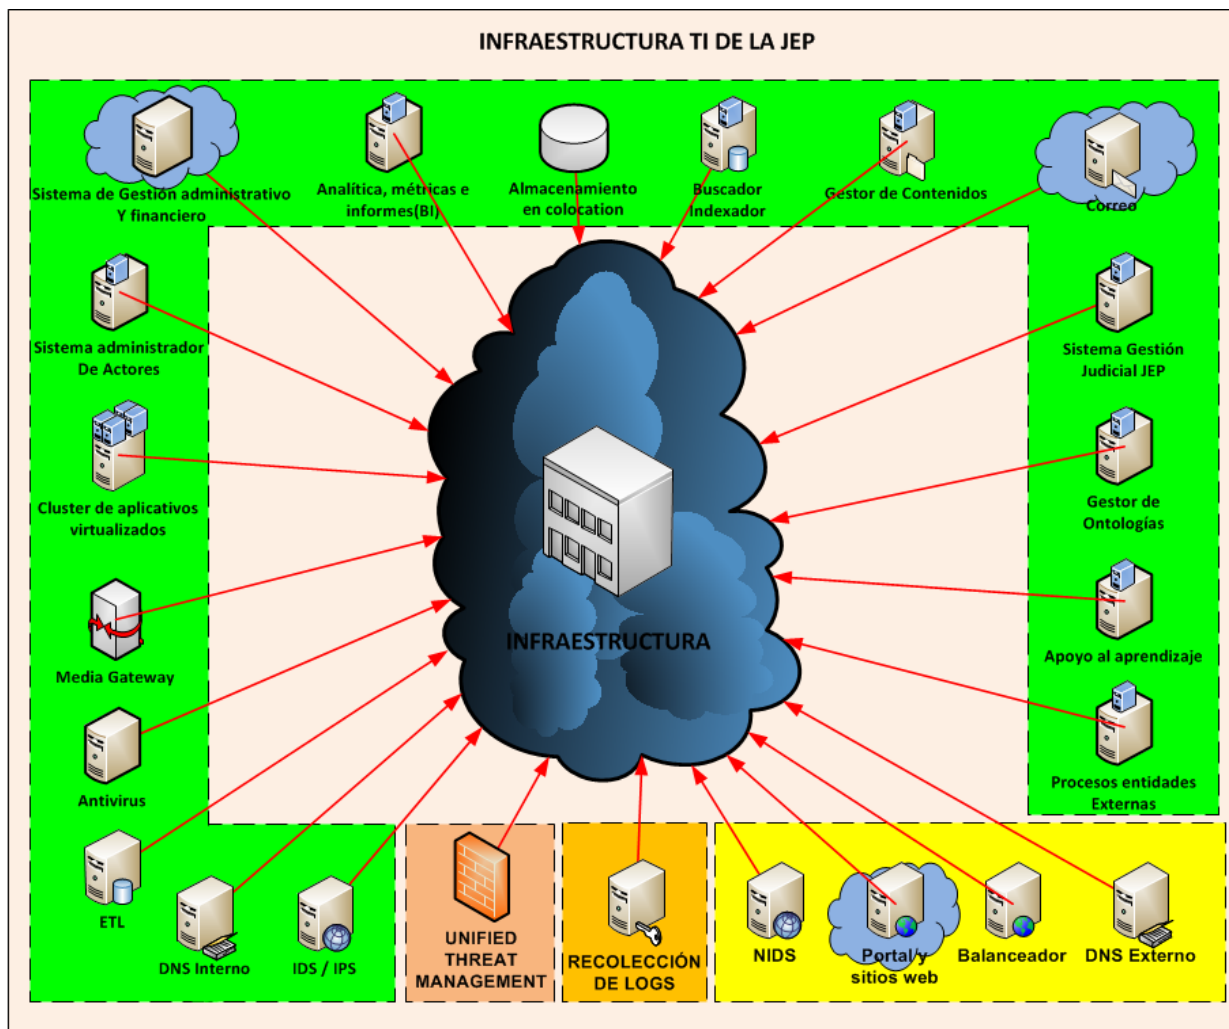 INFRAESTRUCTURA TI DE LA JEP
Sistema de Gestión administrativo
Y financiero
Analítica, métricas e
informes(BI)
Almacenamiento
en colocation
Buscador
Indexador
Gestor de Contenidos
Correo
Sistema administrador
De Actores
Sistema Gestión
Judicial JEP
Cluster de aplicativos
virtualizados
Gestor de
Ontologías
Media Gateway
INFRAESTRUCTURA
Apoyo al aprendizaje
Antivirus
Procesos entidades
Externas
ETL
DNS Interno
IDS / IPS
UNIFIED
THREAT
MANAGEMENT
RECOLECCIÓN
DE LOGS
NIDS
Portal y
sitios web
Balanceador
DNS Externo